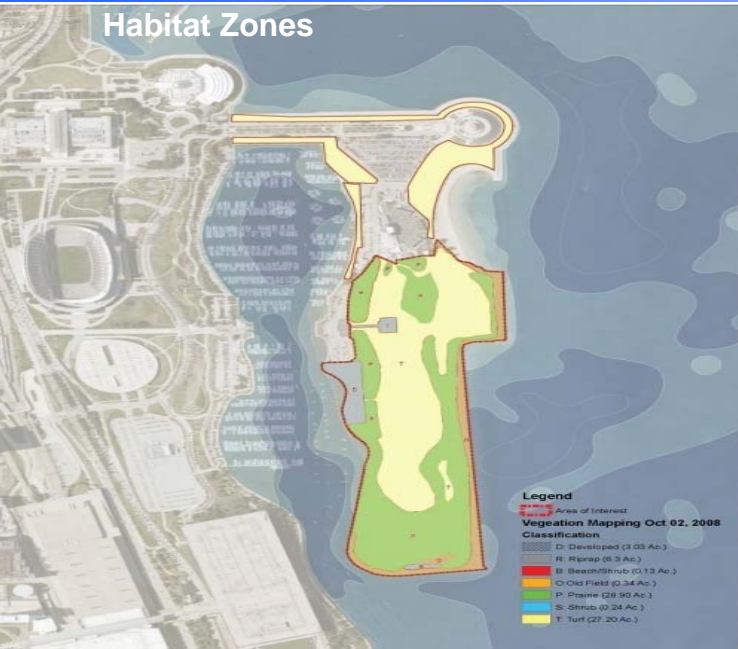 Habitat Zones
Legend
Area of Interest
Vegeation Mapping Oct 02, 2008
Classification
D: Developed (3.03 Ac.)
R: Riprap (6.3 Ac.)
B: Beach/Shrub (0.13 Ac.)
O:Old Field (0.34 Ac.)
P: Prairie (28.90 Ac.)
S: Shrub (0.24 Ac.)
T: Turf (27.20 Ac.)